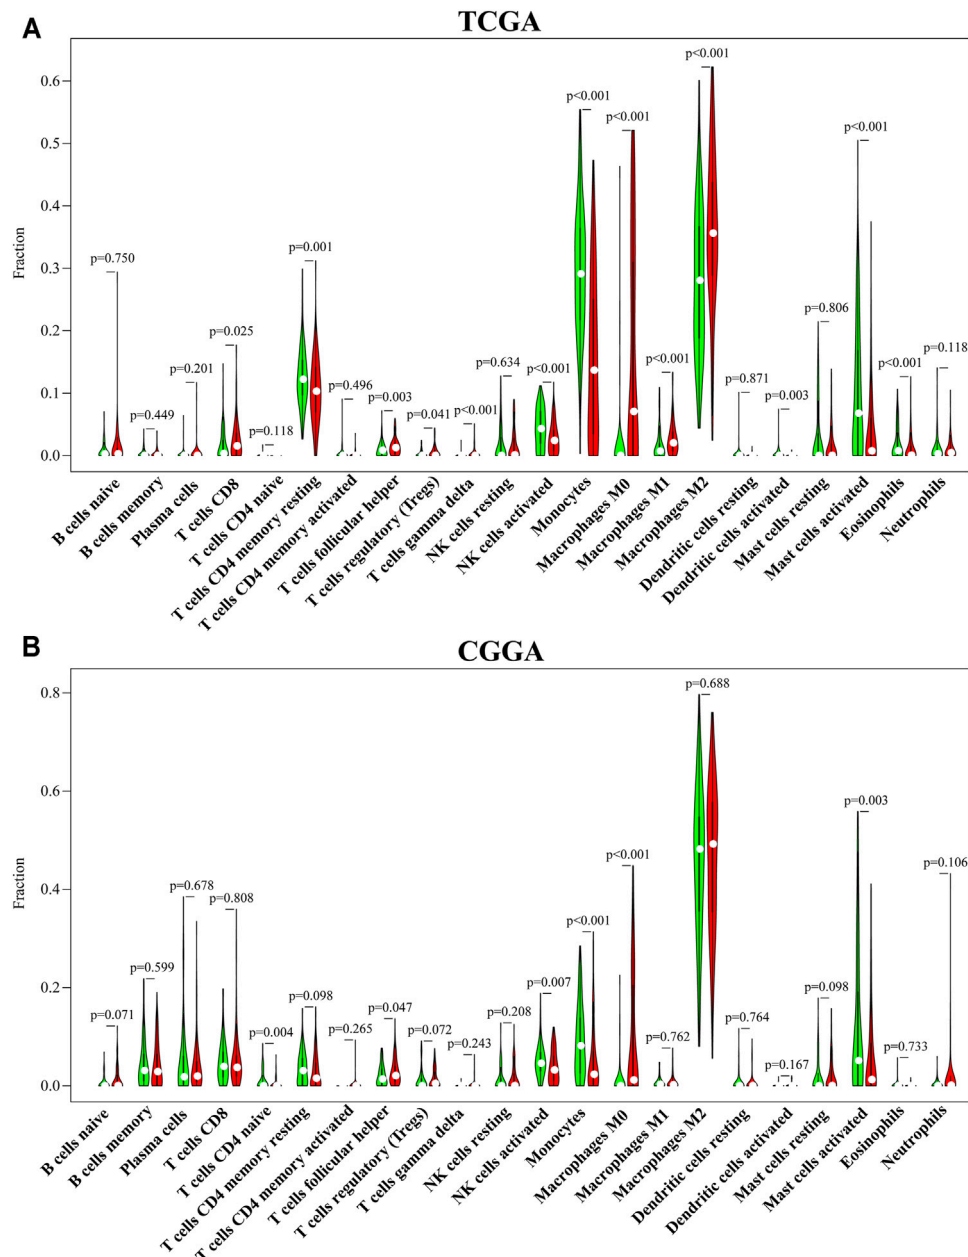 A
TCGA
Fraction
0.6
0.5
0.4
0.3
0.2
0.1
0.0
p=0.750
p=0.449
p=0.201
p=0.025
p=0.118
p=0.001
p=0.496
p=0.003
p=0.041
p<0.001
p=0.634
p<0.001
p<0.001
p<0.001
p<0.001
p<0.001
p=0.871
p=0.003
p=0.806
p<0.001
p<0.001
p=0.118
B cells naive
B cells memory
Plasma cells
T cells CD8
T cells CD4 naive
T cells CD4 memory resting
T cells CD4 memory activated
T cells follicular helper
T cells regulatory (Tregs)
T cells gamma delta
NK cells resting
NK cells activated
Monocytes
Macrophages M0
Macrophages M1
Macrophages M2
Dendritic cells resting
Dendritic cells activated
Mast cells resting
Mast cells activated
Eosinophils
Neutrophils
B
CGGA
Fraction
0.8
0.6
0.4
0.2
0.0
p=0.071
p=0.599
p=0.678
p=0.808
p=0.004
p=0.098
p=0.265
p=0.047
p=0.072
p=0.243
p=0.208
p=0.007
p<0.001
p<0.001
p=0.762
p=0.688
p=0.764
p=0.167
p=0.098
p=0.003
p=0.733
p=0.106
B cells naive
B cells memory
Plasma cells
T cells CD8
T cells CD4 naive
T cells CD4 memory resting
T cells CD4 memory activated
T cells follicular helper
T cells regulatory (Tregs)
T cells gamma delta
NK cells resting
NK cells activated
Monocytes
Macrophages M0
Macrophages M1
Macrophages M2
Dendritic cells resting
Dendritic cells activated
Mast cells resting
Mast cells activated
Eosinophils
Neutrophils